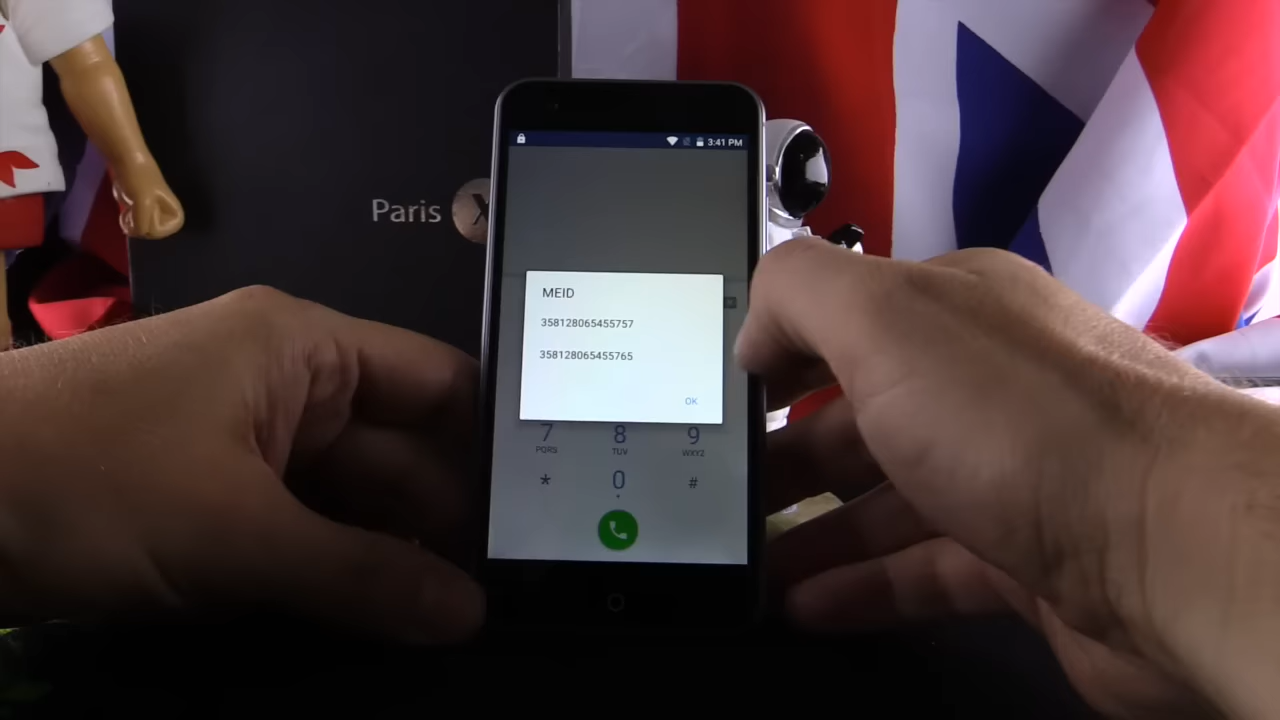 Paris X
3:41 PM
MEID
358128065455757
358128065455765
OK
7 8 9
PQRS TUV WXYZ
* 0 #
+